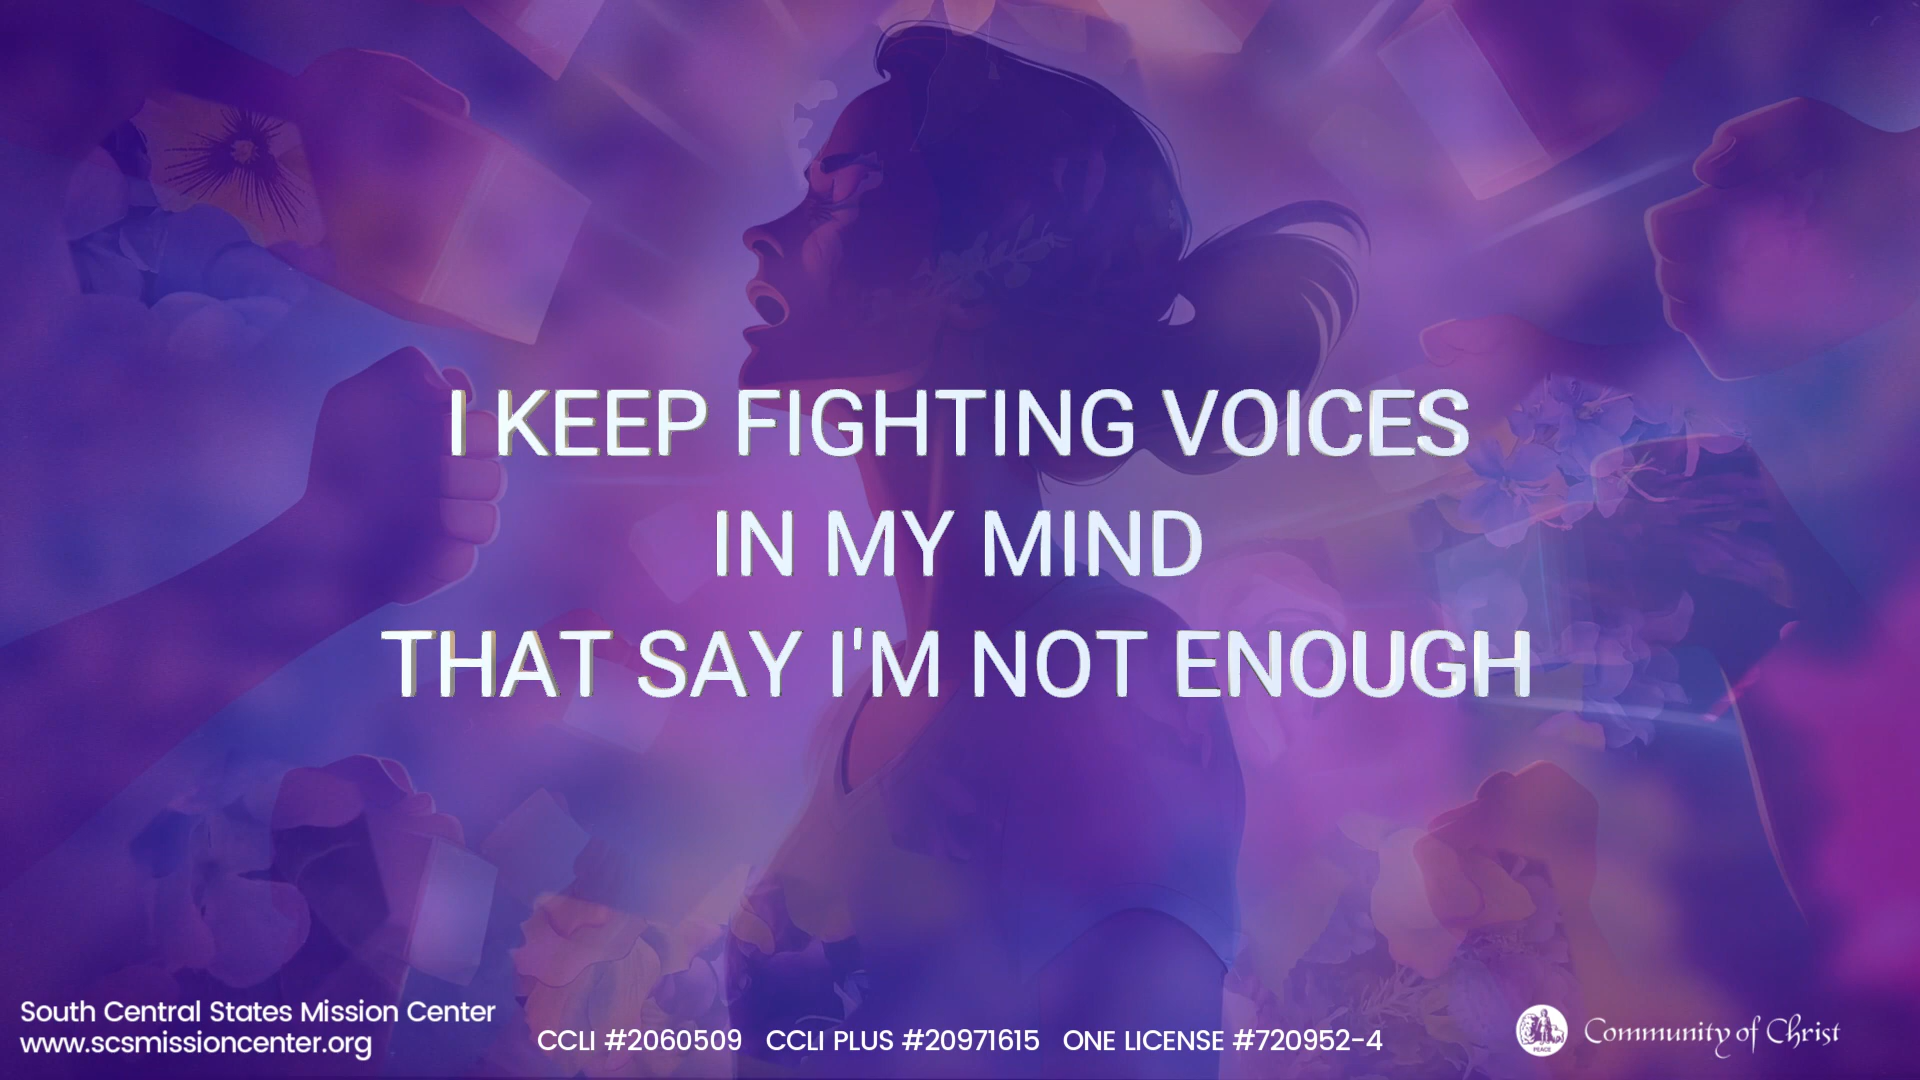 I KEEP FIGHTING VOICES
IN MY MIND
THAT SAY I'M NOT ENOUGH
South Central States Mission Center
www.scsmissioncenter.org
CCLI #2060509 CCLI PLUS #20971615 ONE LICENSE #720952-4
PEACE
Community of Christ